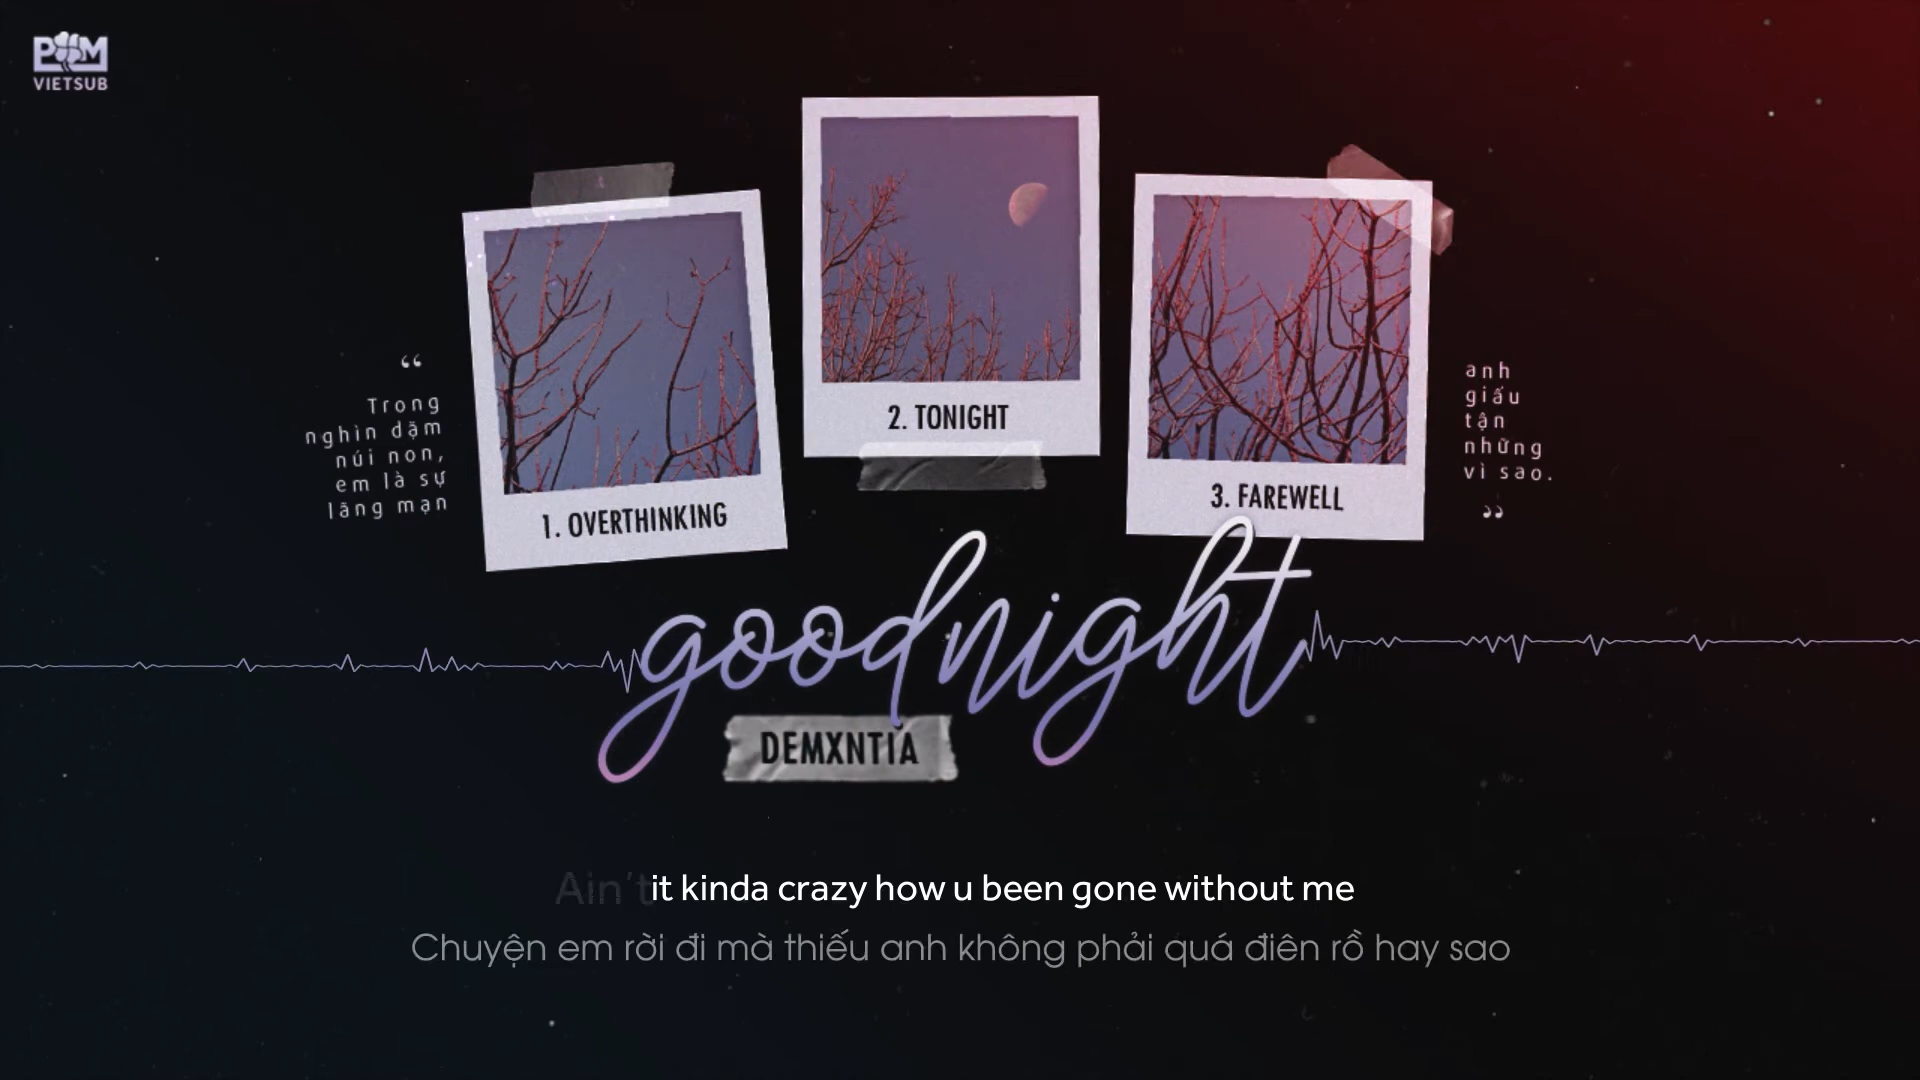 POM
VIETSUB
2. TONIGHT
1. OVERTHINKING
3. FAREWELL
“
Trong
nghìn dặm
núi non,
em là sự
lãng mạn
anh
giấu
tận
những
vì sao.
”
goodnight
DEMXNTIA
Ain't it kinda crazy how u been gone without me
Chuyện em rời đi mà thiếu anh không phải quá điên rồ hay sao